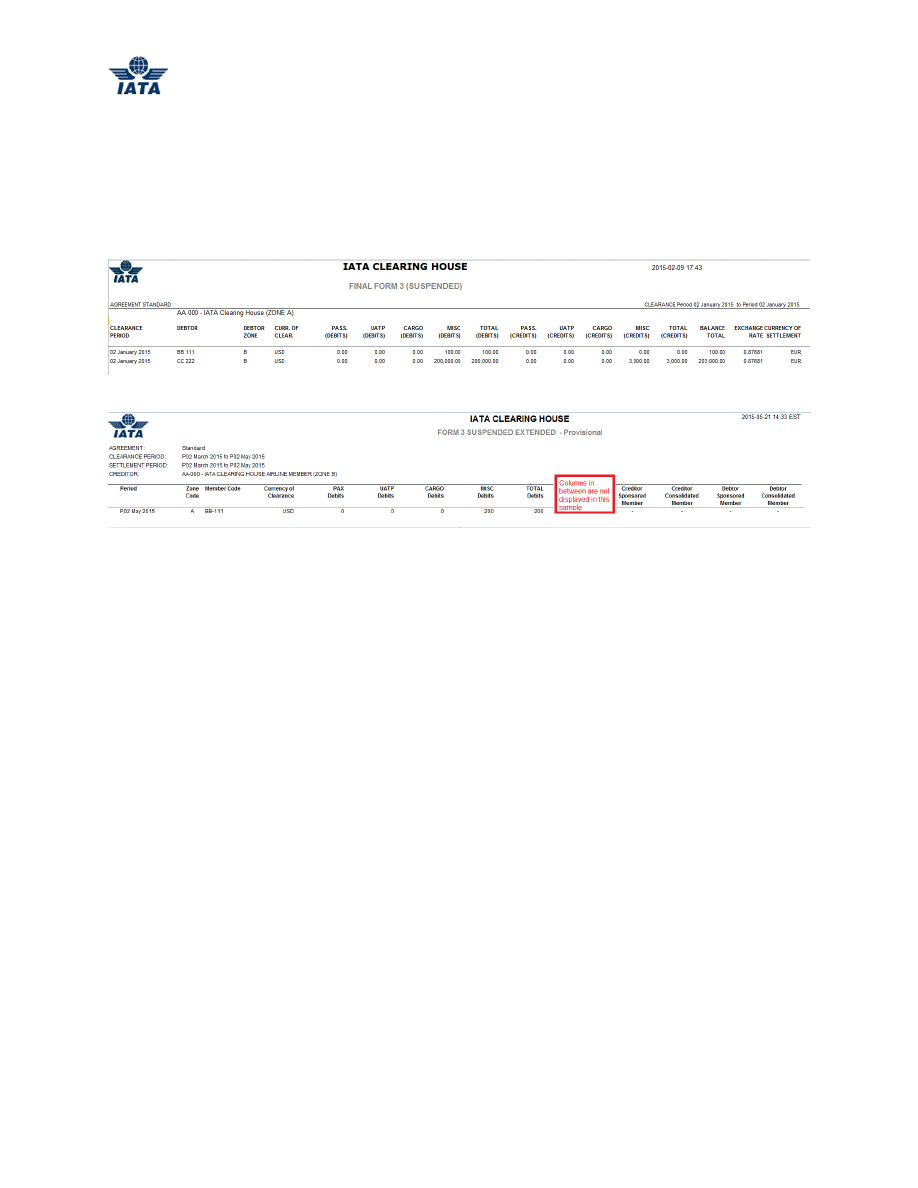 IATA
IATA
IATA CLEARING HOUSE
2015-02-09 17:43
FINAL FORM 3 (SUSPENDED)
AGREEMENT STANDARD CLEARANCE Period 02 January 2015 to Period 02 January 2015
AA 000 - IATA Clearing House (ZONE A)
CLEARANCE DEBTOR DEBTOR CURR. OF PASS. UATP CARGO MISC TOTAL PASS. UATP CARGO MISC TOTAL BALANCE EXCHANGE CURRENCY OF
PERIOD ZONE CLEAR. (DEBITS) (DEBITS) (DEBITS) (DEBITS) (DEBITS) (CREDITS) (CREDITS) (CREDITS) (CREDITS) (CREDITS) TOTAL RATE SETTLEMENT
02 January 2015 BB 111 B USD 0.00 0.00 0.00 100.00 100.00 0.00 0.00 0.00 0.00 0.00 100.00 0.87681 EUR
02 January 2015 CC 222 B USD 0.00 0.00 0.00 200,000.00 200,000.00 0.00 0.00 0.00 3,000.00 3,000.00 203,000.00 0.87681 EUR
IATA
IATA CLEARING HOUSE
2015-05-21 14:33 EST
FORM 3 SUSPENDED EXTENDED - Provisional
AGREEMENT: Standard
CLEARANCE PERIOD: P02 March 2015 to P02 May 2015
SETTLEMENT PERIOD: P02 March 2015 to P02 May 2015
CREDITOR: AA-000 - IATA CLEARING HOUSE AIRLINE MEMBER (ZONE B)
Period Zone Member Code Currency of PAX UATP CARGO MISC TOTAL Creditor Creditor Debtor Debtor
Code Clearance Debits Debits Debits Debits Debits Sponsored Consolidated Sponsored Consolidated
Member Member Member Member
Columns in
between are not
displayed in this
sample
P02 May 2015 A BB-111 USD 0 0 0 200 200 - - - -